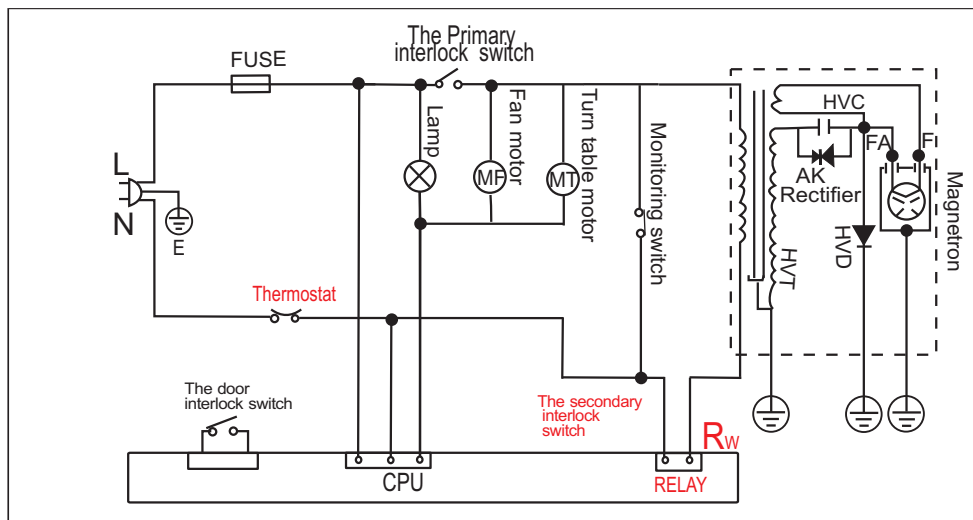 The Primary
interlock switch
FUSE
Lamp
Fan motor
MF
Turn table motor
MT
Monitoring switch
HVC
FA
F
AK
Rectifier
HVD
HVT
Magnetron
L
N
E
Thermostat
The door
interlock switch
The secondary
interlock
switch
RW
CPU
RELAY